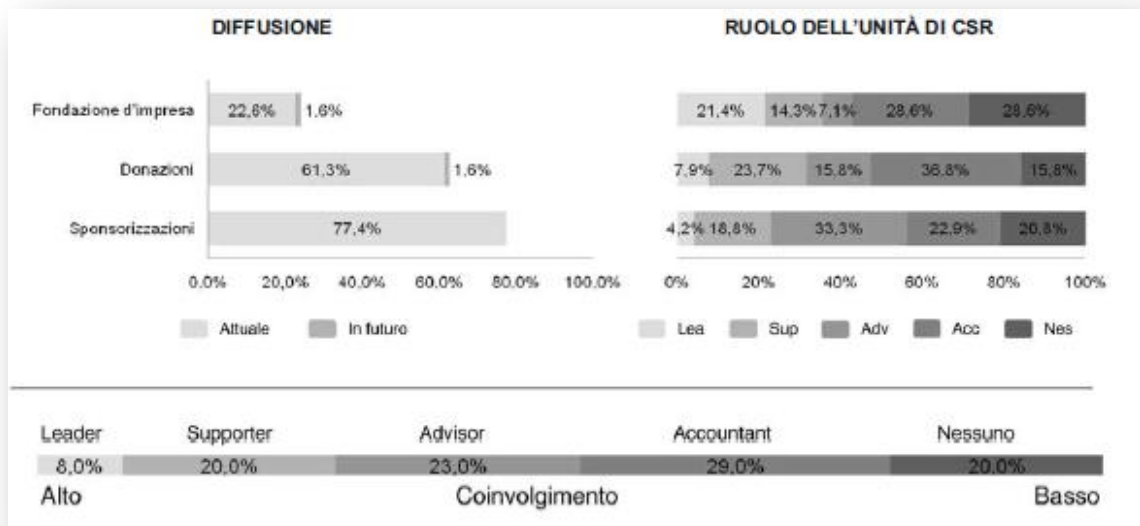 DIFFUSIONE
RUOLO DELL'UNITÀ DI CSR
Fondazione d'impresa 22,6% 1,6%
21,4% 14,3% 7,1% 28,6% 28,6%
Donazioni 61,3% 1,6%
7,9% 23,7% 15,8% 36,8% 15,8%
Sponsorizzazioni 77,4%
4,2% 18,8% 33,3% 22,9% 20,8%
0.0% 20,0% 40,0% 60,0% 80,0% 100,0%
0% 20% 40% 60% 80% 100%
Attuale In futuro
Lea Sup Adv Acc Nes
Leader Supporter Advisor Accountant Nessuno
8,0% 20,0% 23,0% 29,0% 20,0%
Alto Coinvolgimento Basso